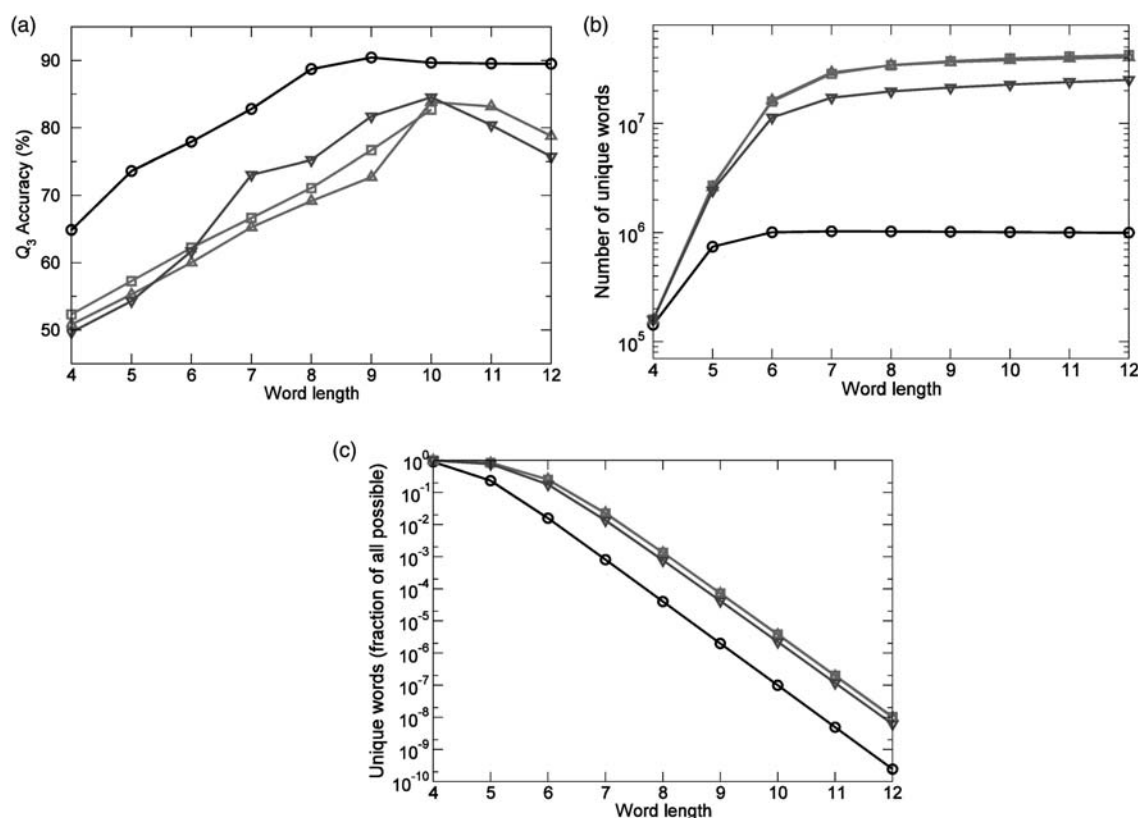 (a)
90
80
70
60
50
Q3 Accuracy (%)
4 5 6 7 8 9 10 11 12
Word length
(b)
10^7
10^6
10^5
Number of unique words
4 5 6 7 8 9 10 11 12
Word length
(c)
10^0
10^-1
10^-2
10^-3
10^-4
10^-5
10^-6
10^-7
10^-8
10^-9
10^-10
Unique words (fraction of all possible)
4 5 6 7 8 9 10 11 12
Word length